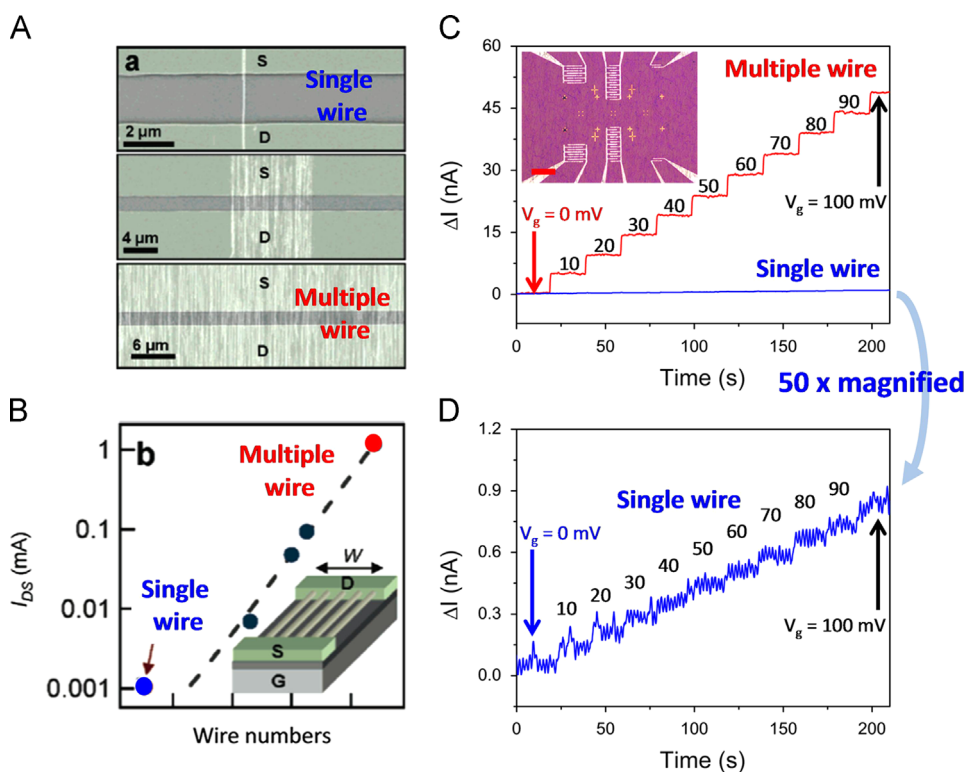 A
a
S
Single
wire
D
2 µm
S
D
4 µm
S
Multiple
wire
D
6 µm
B
b
I_DS (mA)
1
0.1
0.01
0.001
Multiple
wire
Single
wire
W
D
S
G
Wire numbers
C
ΔI (nA)
60
45
30
15
0
Multiple wire
V_g = 0 mV
10
20
30
40
50
60
70
80
90
V_g = 100 mV
Single wire
0
50
100
150
200
Time (s)
50 x magnified
D
ΔI (nA)
1.2
0.9
0.6
0.3
0.0
Single wire
V_g = 0 mV
10
20
30
40
50
60
70
80
90
V_g = 100 mV
0
50
100
150
200
Time (s)